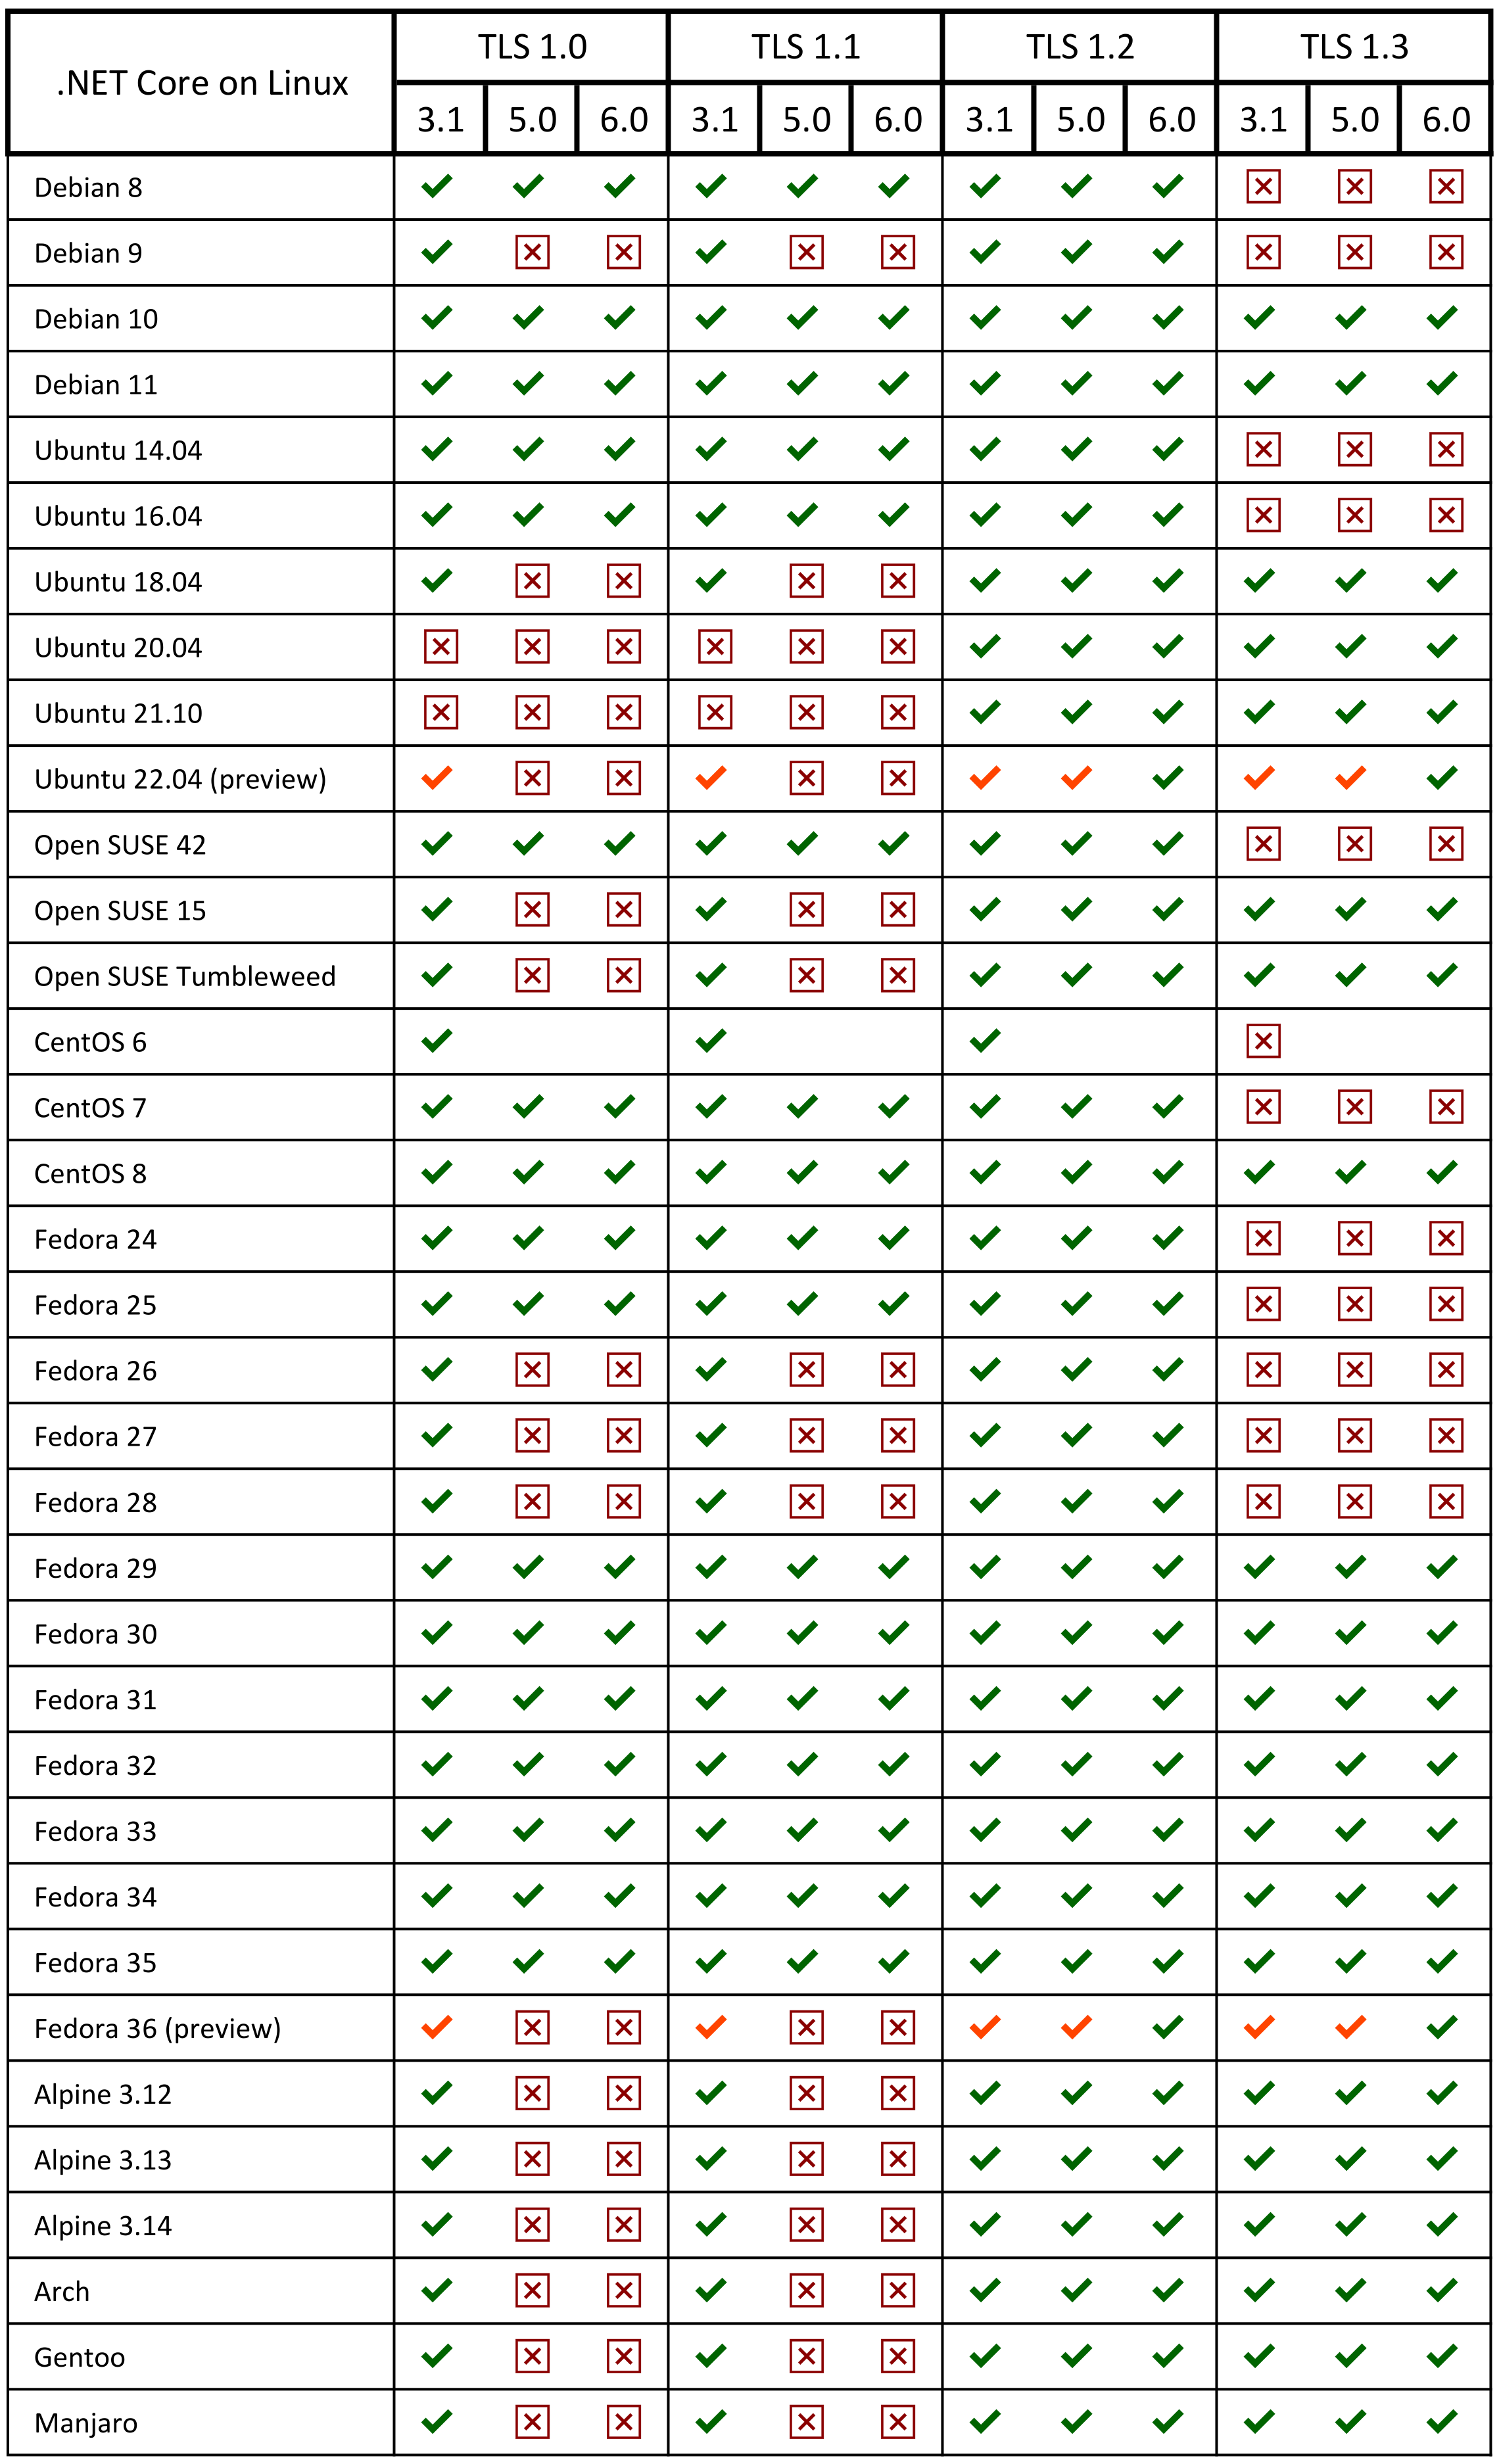 .NET Core on Linux
TLS 1.0 TLS 1.1 TLS 1.2 TLS 1.3
3.1 5.0 6.0 3.1 5.0 6.0 3.1 5.0 6.0 3.1 5.0 6.0
Debian 8
Debian 9
Debian 10
Debian 11
Ubuntu 14.04
Ubuntu 16.04
Ubuntu 18.04
Ubuntu 20.04
Ubuntu 21.10
Ubuntu 22.04 (preview)
Open SUSE 42
Open SUSE 15
Open SUSE Tumbleweed
CentOS 6
CentOS 7
CentOS 8
Fedora 24
Fedora 25
Fedora 26
Fedora 27
Fedora 28
Fedora 29
Fedora 30
Fedora 31
Fedora 32
Fedora 33
Fedora 34
Fedora 35
Fedora 36 (preview)
Alpine 3.12
Alpine 3.13
Alpine 3.14
Arch
Gentoo
Manjaro